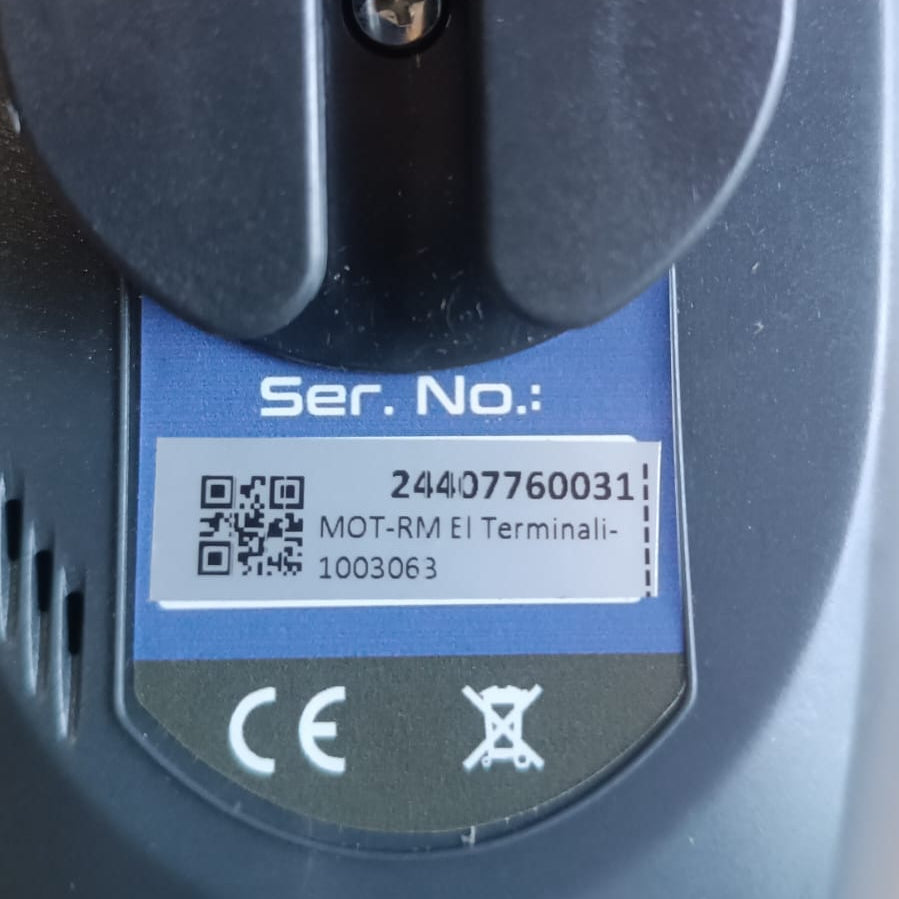 Ser. No.:
24407760031
MOT-RM El Terminali-
1003063
CE